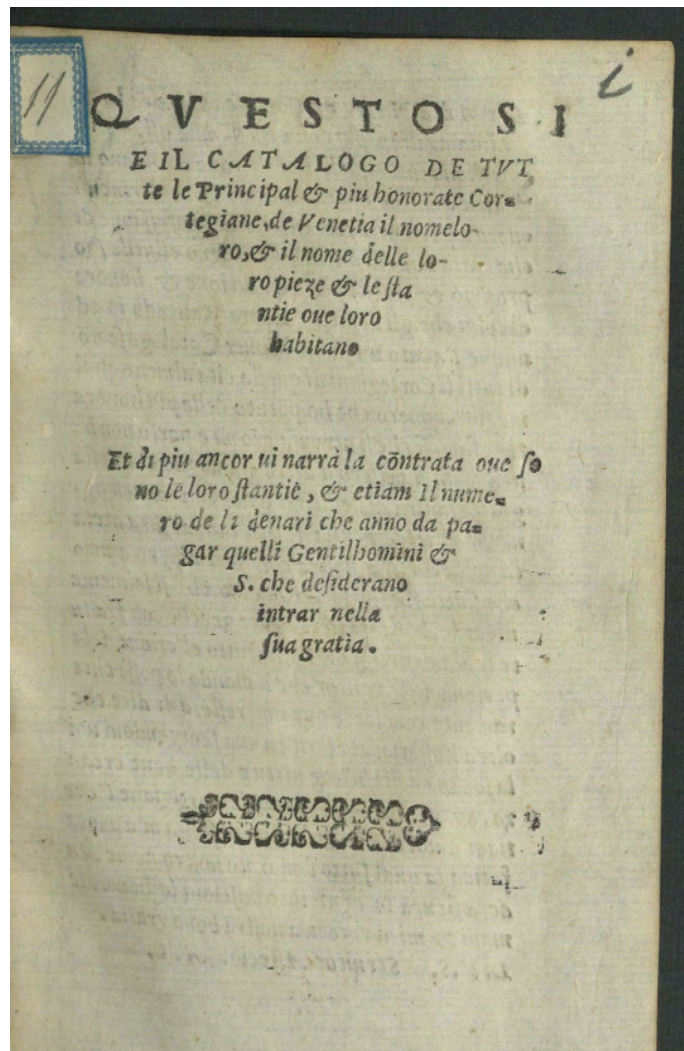 11
i
QVESTO SI
E IL CATALOGO DE TVT
te le Principal & piu honorate Cor=
tegiane, de Venetia il nome lo-
ro, & il nome delle lo-
ro pieze & le sta
ntie oue loro
habitano
Et di piu ancor ui narrà la cõntrata oue so
no le loro stantie, & etiam Il nume=
ro de li denari che anno da pa=
gar quelli Gentilhomini &
S. che desiderano
intrar nella
sua gratia.